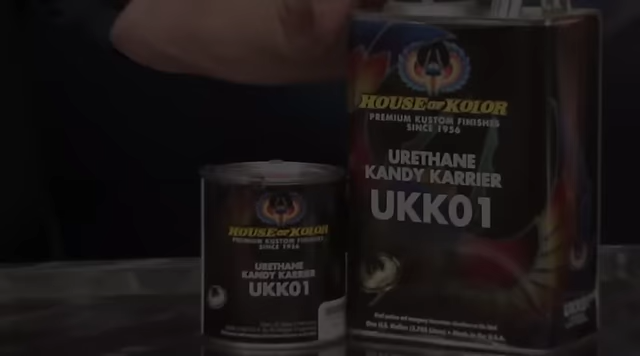 HOUSE OF KOLOR
PREMIUM KUSTOM FINISHES
SINCE 1956
URETHANE
KANDY KARRIER
UKK01
HOUSE OF KOLOR
PREMIUM KUSTOM FINISHES
SINCE 1956
URETHANE
KANDY KARRIER
UKK01